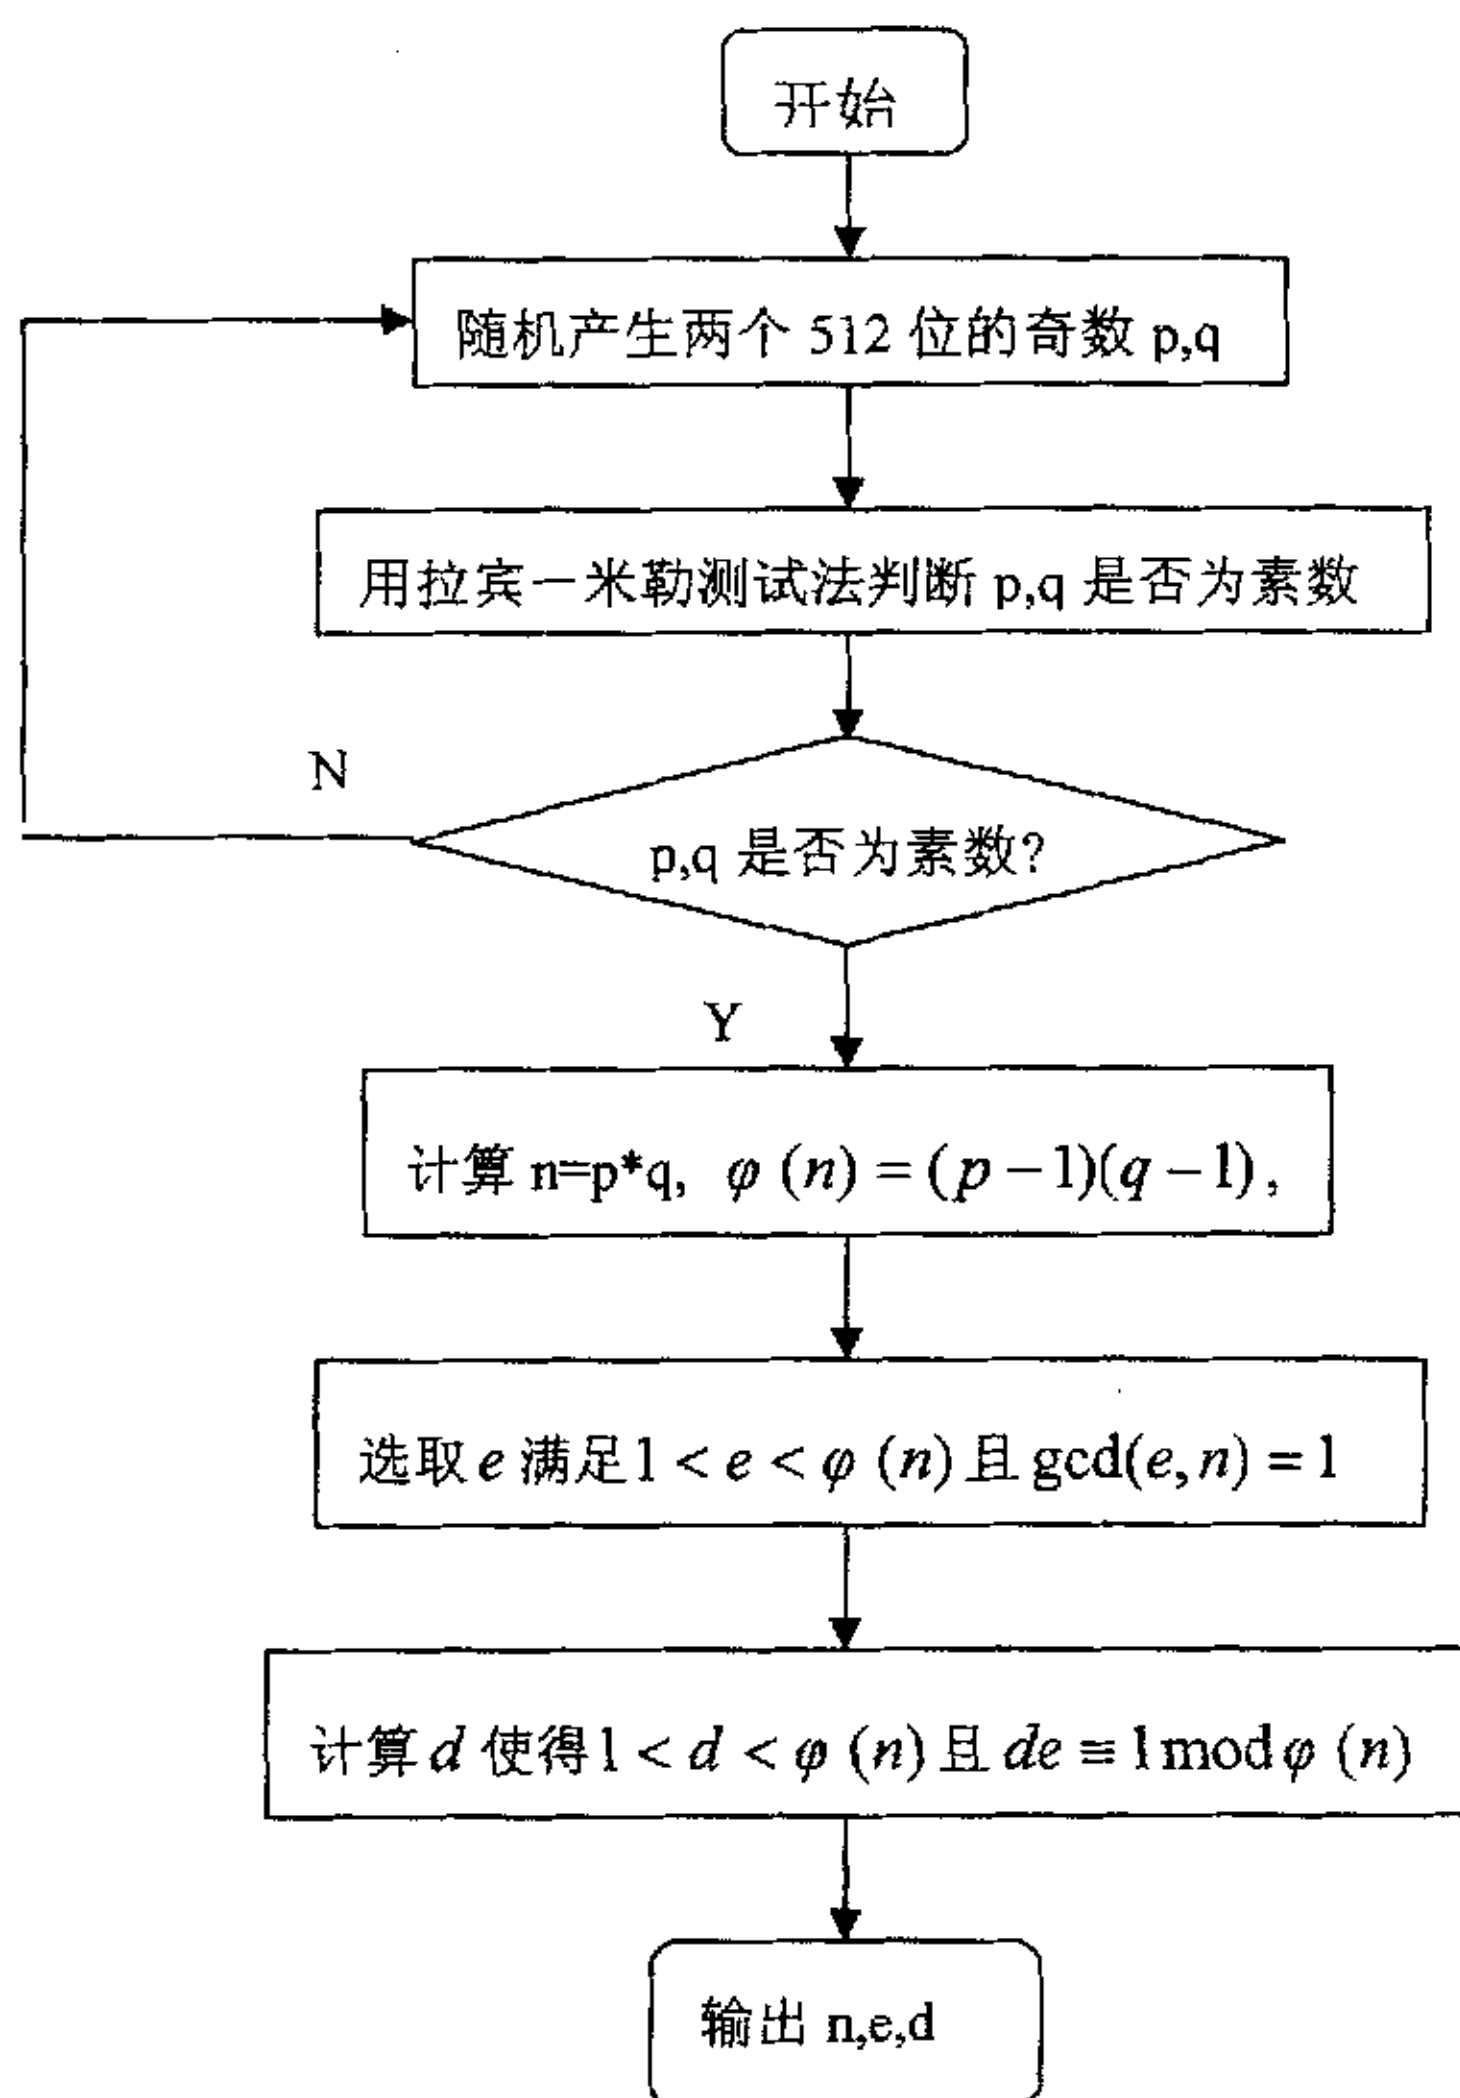 开始
随机产生两个 512 位的奇数 p,q
用拉宾－米勒测试法判断 p,q 是否为素数
N
p,q 是否为素数?
Y
计算 n=p*q, φ (n) = (p − 1)(q − 1),
选取 e 满足 1 < e < φ (n) 且 gcd(e, n) = 1
计算 d 使得 1 < d < φ (n) 且 de ≡ 1 mod φ (n)
输出 n,e,d